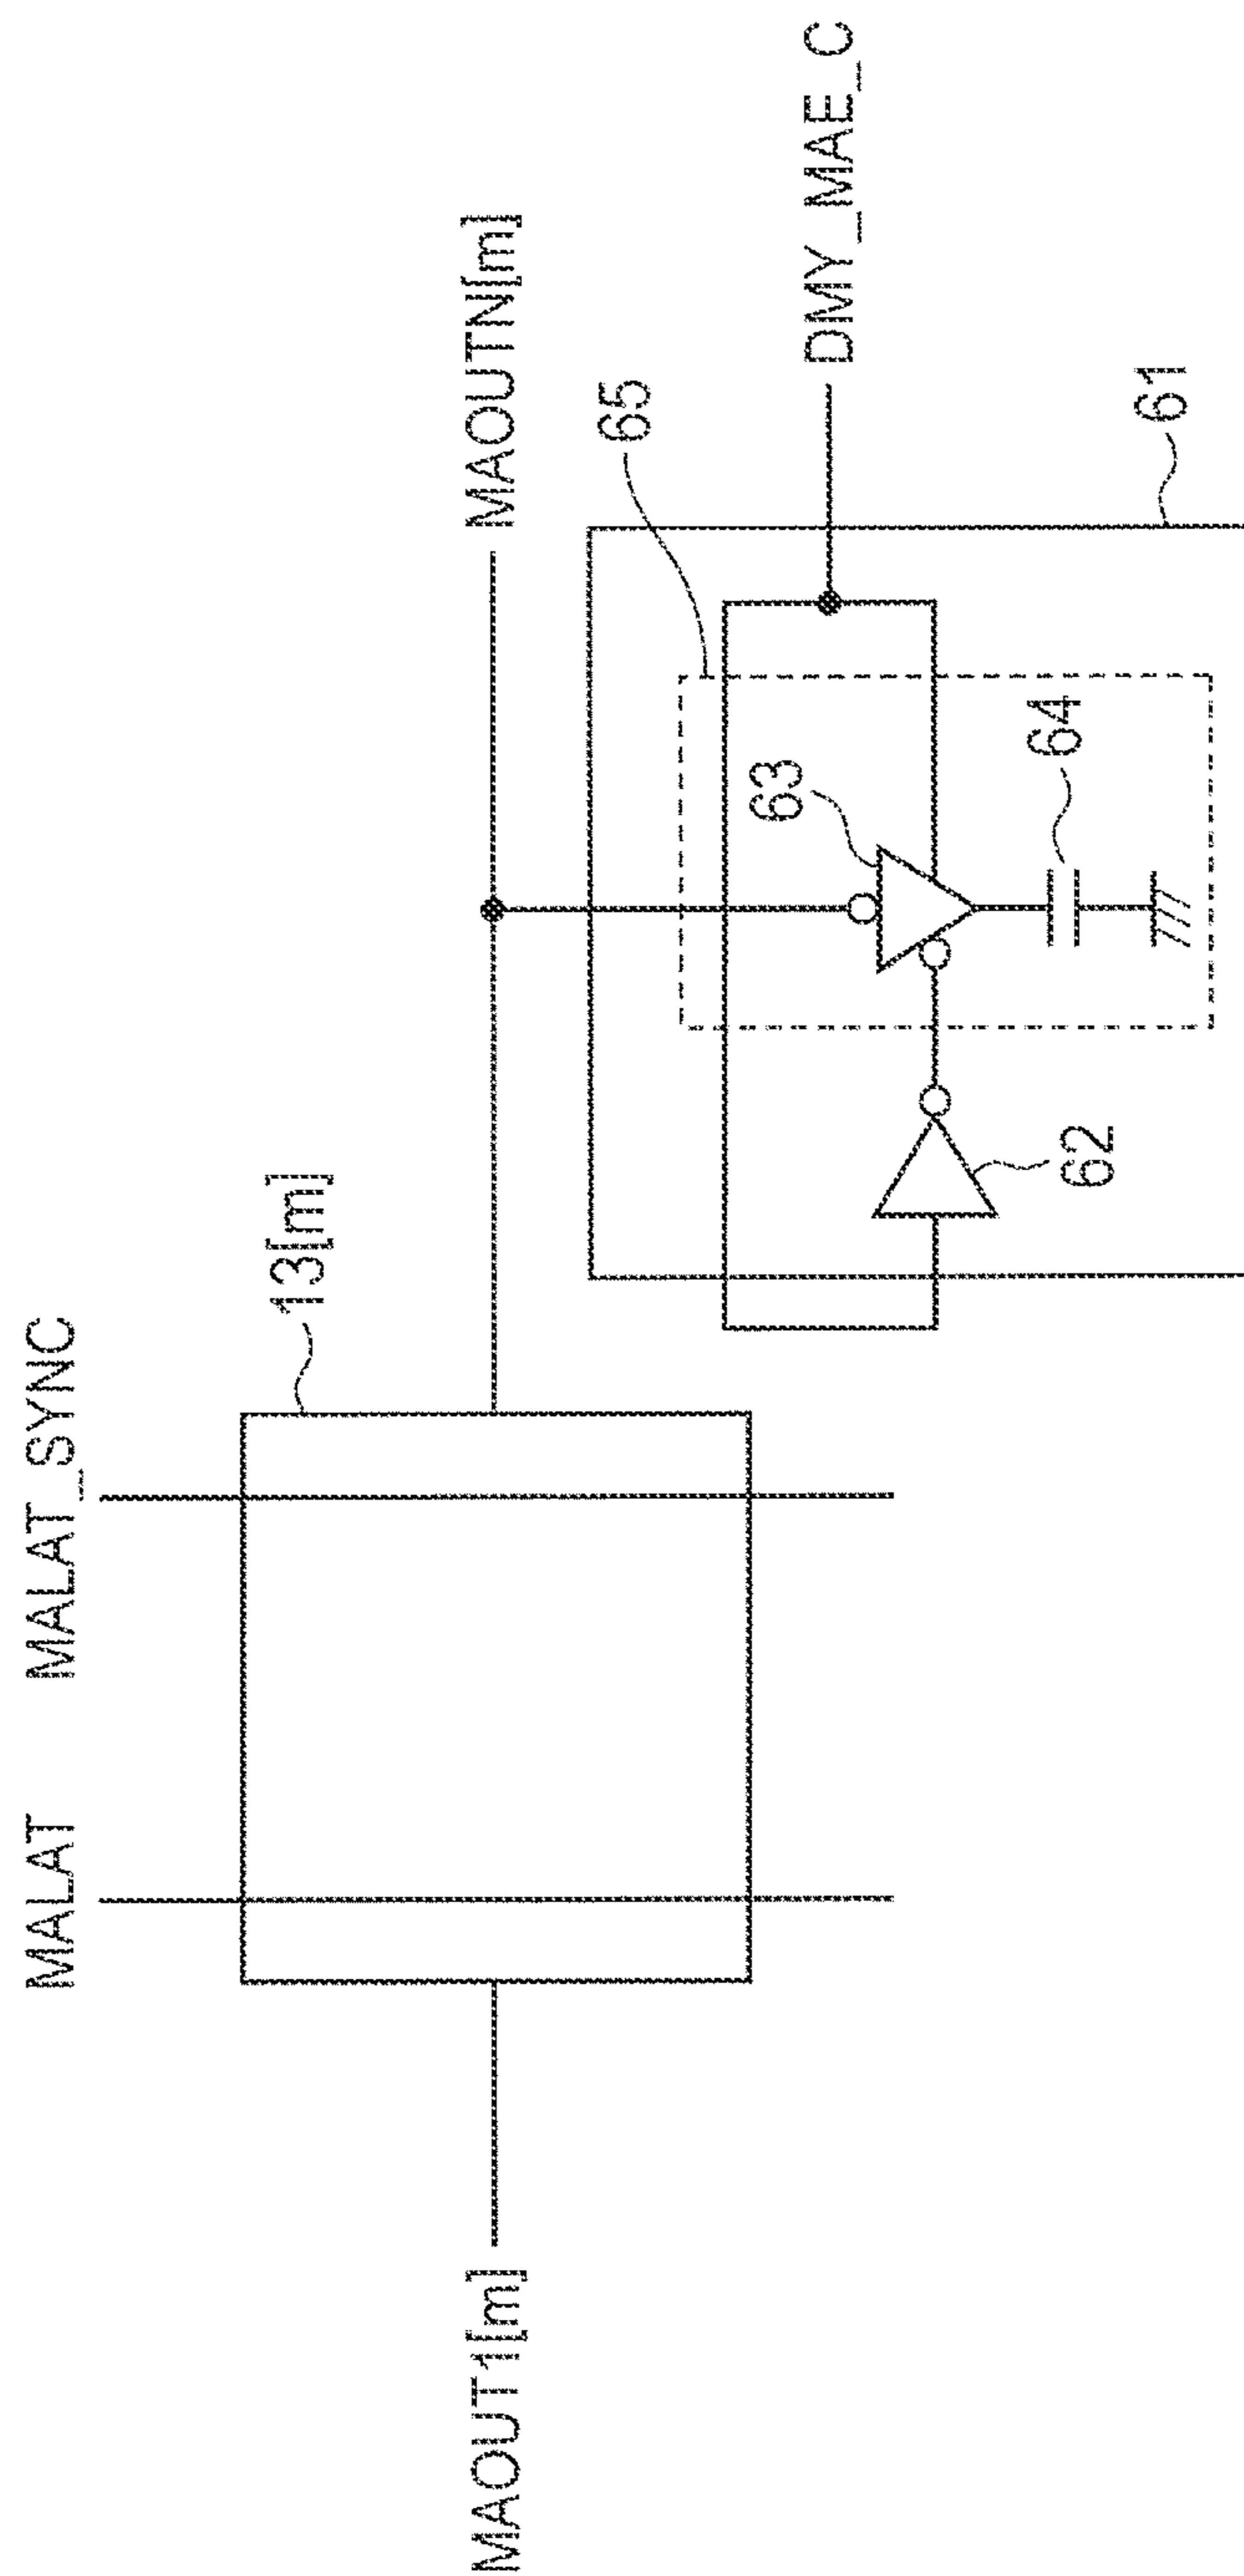 MALAT
MALAT_SYNC
13[m]
MAOUT1[m]
MAOUTN[m]
65
63
64
62
DMY_MAE_C
61